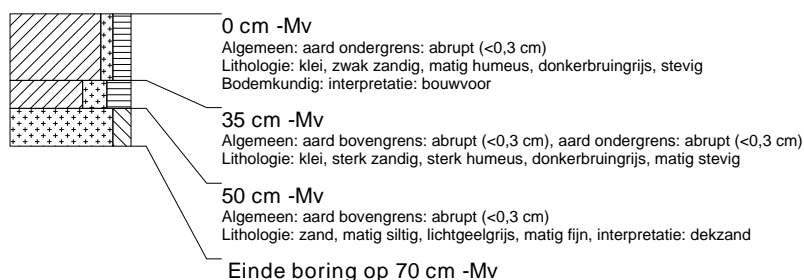 0 cm -Mv
Algemeen: aard ondergrens: abrupt (<0,3 cm)
Lithologie: klei, zwak zandig, matig humeus, donkerbruingrijs, stevig
Bodemkundig: interpretatie: bouwvoor
35 cm -Mv
Algemeen: aard bovengrens: abrupt (<0,3 cm), aard ondergrens: abrupt (<0,3 cm)
Lithologie: klei, sterk zandig, sterk humeus, donkerbruingrijs, matig stevig
50 cm -Mv
Algemeen: aard bovengrens: abrupt (<0,3 cm)
Lithologie: zand, matig siltig, lichtgeelgrijs, matig fijn, interpretatie: dekzand
Einde boring op 70 cm -Mv